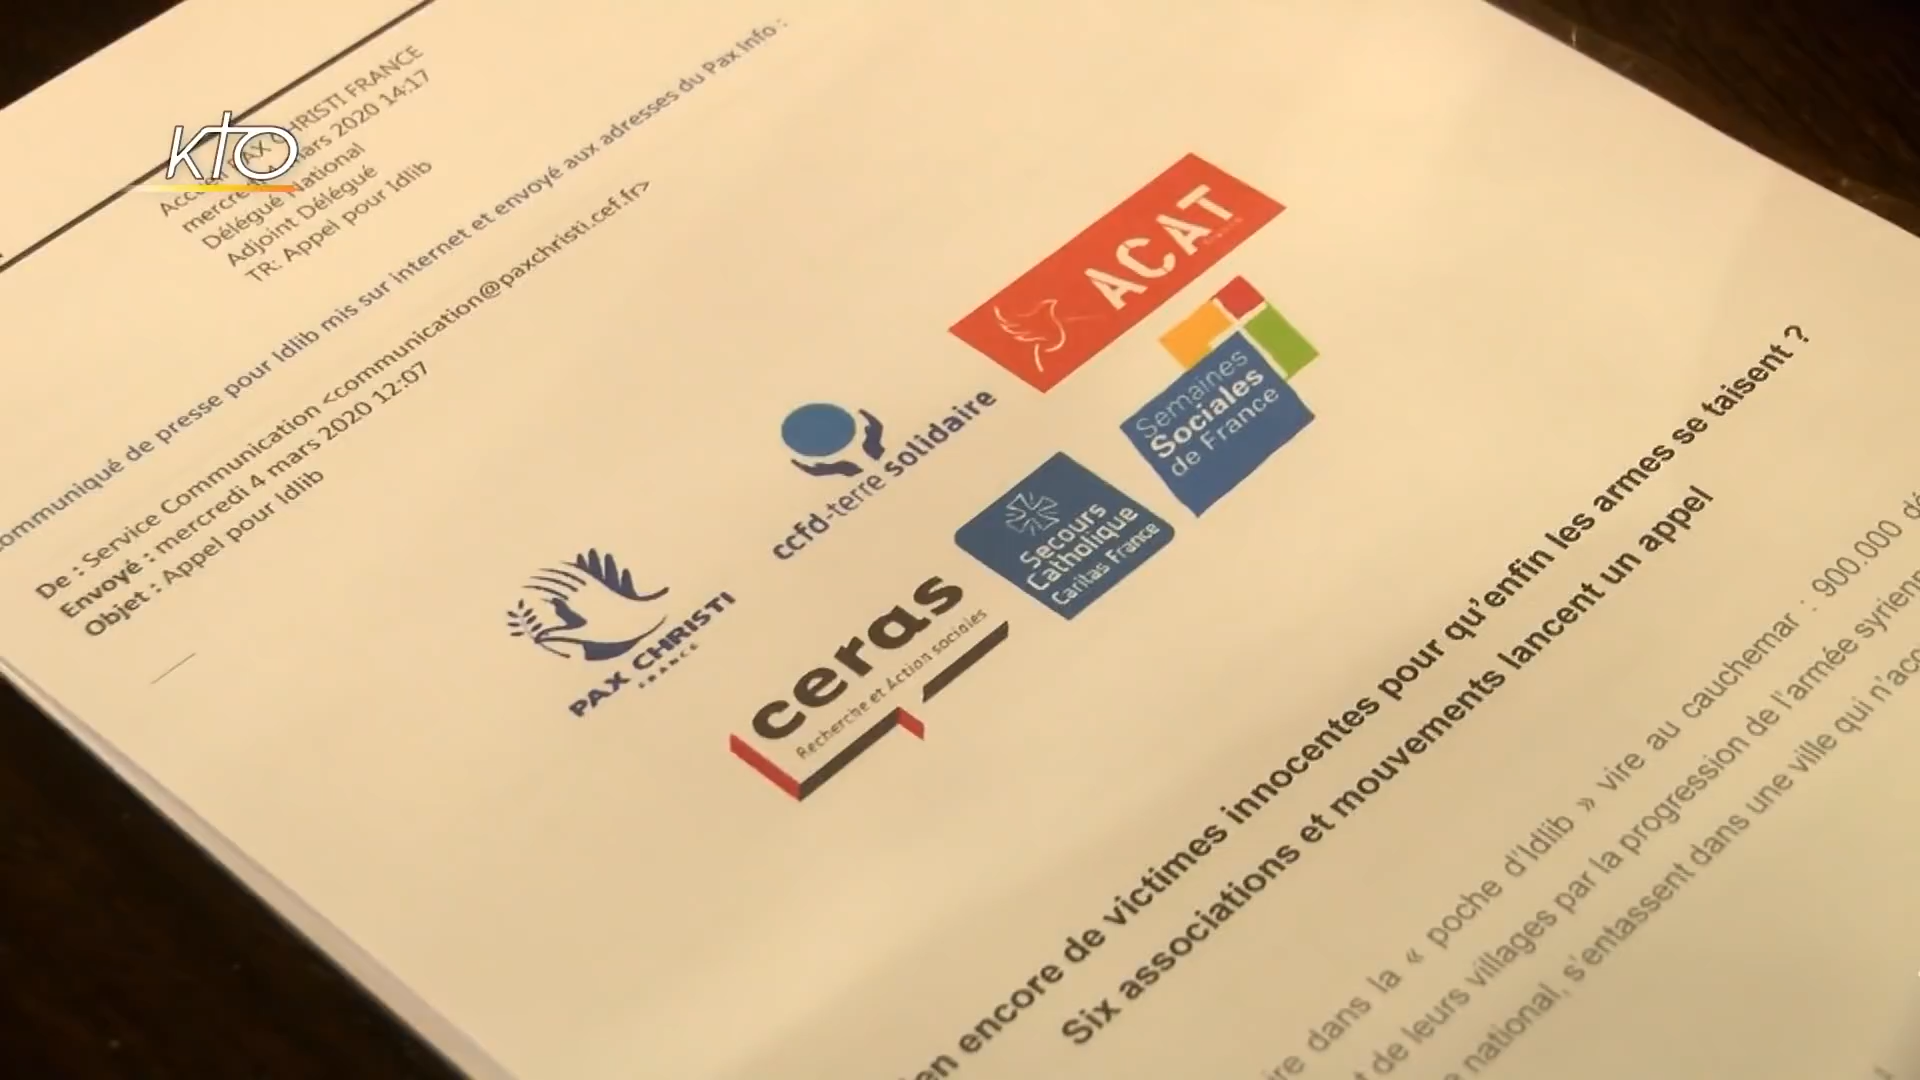 KTO
PAX CHRISTI FRANCE
mars 2020 14:17
Délégué National
Adjoint Délégué
TR: Appel pour Idlib
de presse pour Idlib mis sur internet et envoyé aux adresses du Pax Info :
De : Service Communication <communication@paxchristi.cef.fr>
Envoyé : mercredi 4 mars 2020 12:07
Objet : Appel pour Idlib
ACAT
Semaines
Sociales
de France
ccfd-terre solidaire
Secours
Catholique
Caritas France
PAX CHRISTI
FRANCE
ceras
Recherche et Action sociales
encore de victimes innocentes pour qu'enfin les armes se taisent ?
Six associations et mouvements lancent un appel
dans la « poche d'Idlib » vire au cauchemar : 900.000
de leurs villages par la progression de l'armée
national, s'entassent dans une ville qui